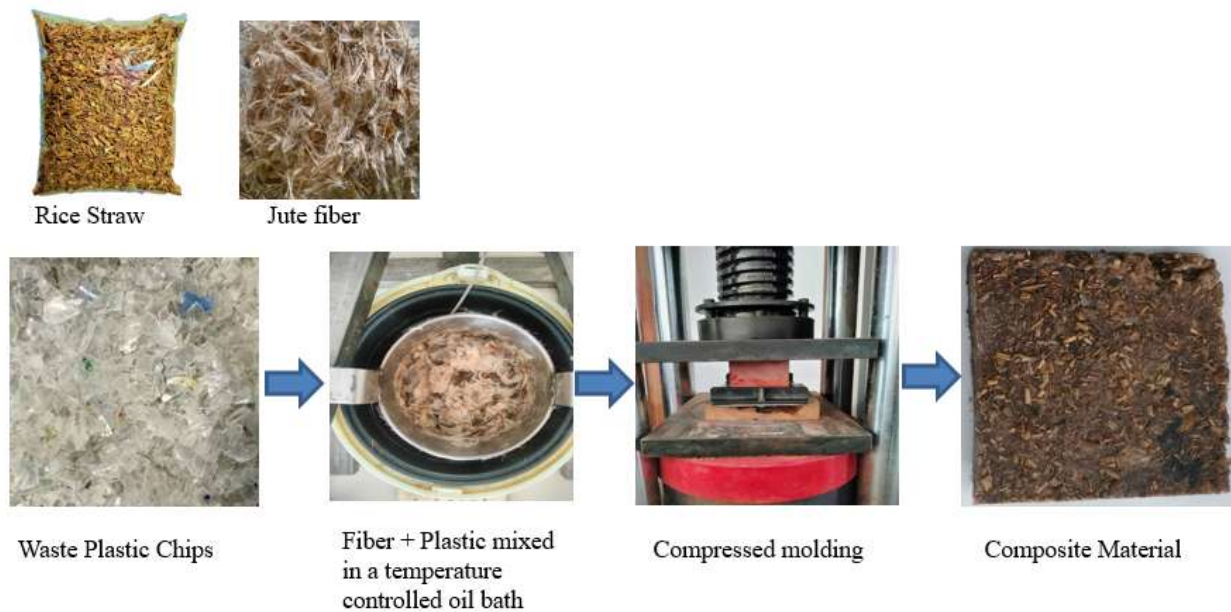 Rice Straw
Jute fiber
Waste Plastic Chips
Fiber + Plastic mixed
in a temperature
controlled oil bath
Compressed molding
Composite Material